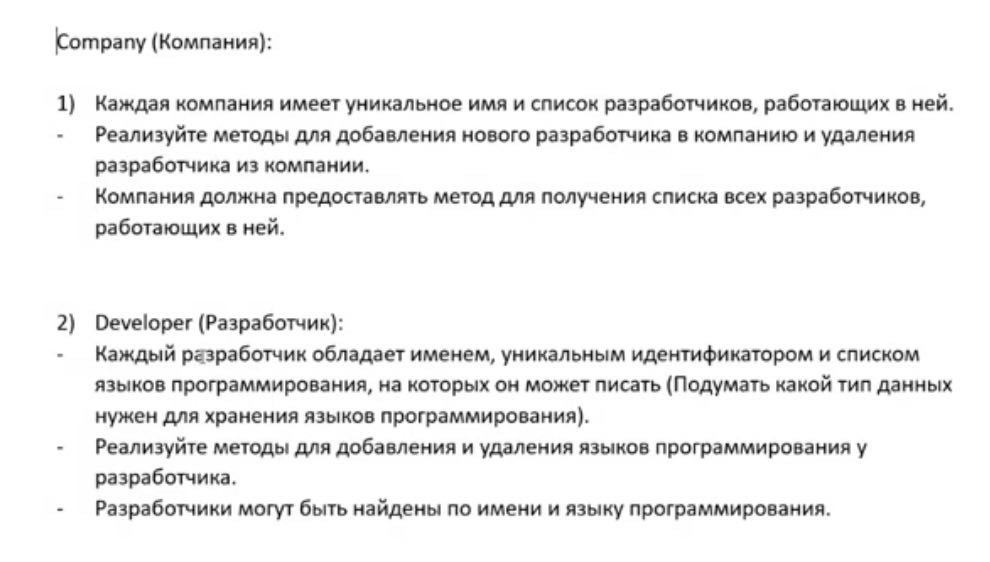 Company (Компания):
1) Каждая компания имеет уникальное имя и список разработчиков, работающих в ней.
- Реализуйте методы для добавления нового разработчика в компанию и удаления
разработчика из компании.
- Компания должна предоставлять метод для получения списка всех разработчиков,
работающих в ней.
2) Developer (Разработчик):
- Каждый разработчик обладает именем, уникальным идентификатором и списком
языков программирования, на которых он может писать (Подумать какой тип данных
нужен для хранения языков программирования).
- Реализуйте методы для добавления и удаления языков программирования у
разработчика.
- Разработчики могут быть найдены по имени и языку программирования.